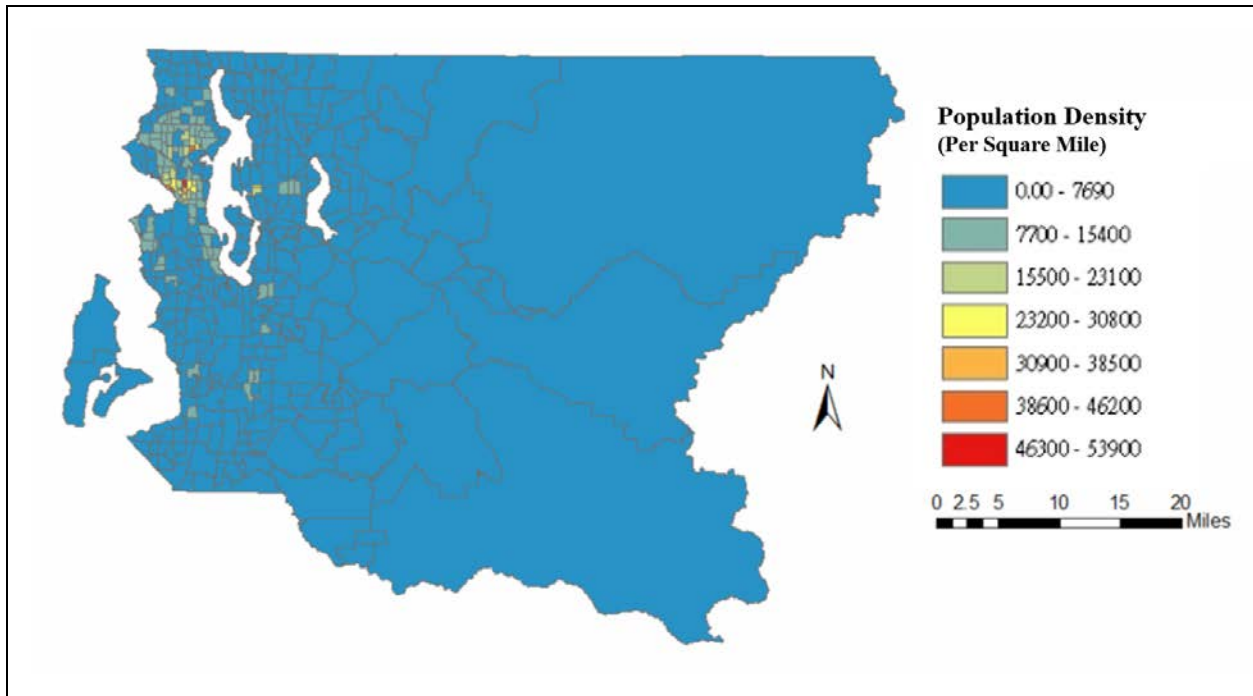 Population Density
(Per Square Mile)
0.00 - 7690
7700 - 15400
15500 - 23100
23200 - 30800
30900 - 38500
38600 - 46200
46300 - 53900
N
0 2.5 5 10 15 20
Miles